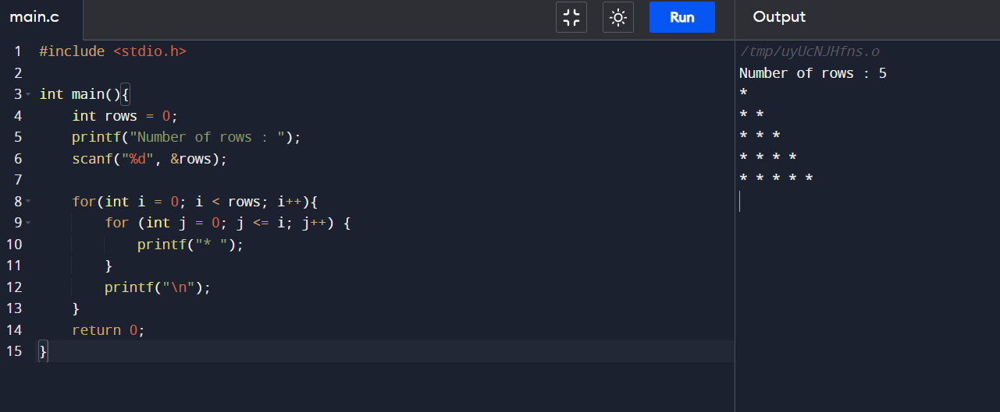 main.c
Run
Output
1 #include <stdio.h>
2
3 int main(){
4     int rows = 0;
5     printf("Number of rows : ");
6     scanf("%d", &rows);
7
8     for(int i = 0; i < rows; i++){
9         for (int j = 0; j <= i; j++) {
10             printf("* ");
11         }
12         printf("\n");
13     }
14     return 0;
15 }
/tmp/uyUcNJHfns.o
Number of rows : 5
*
* *
* * *
* * * *
* * * * *